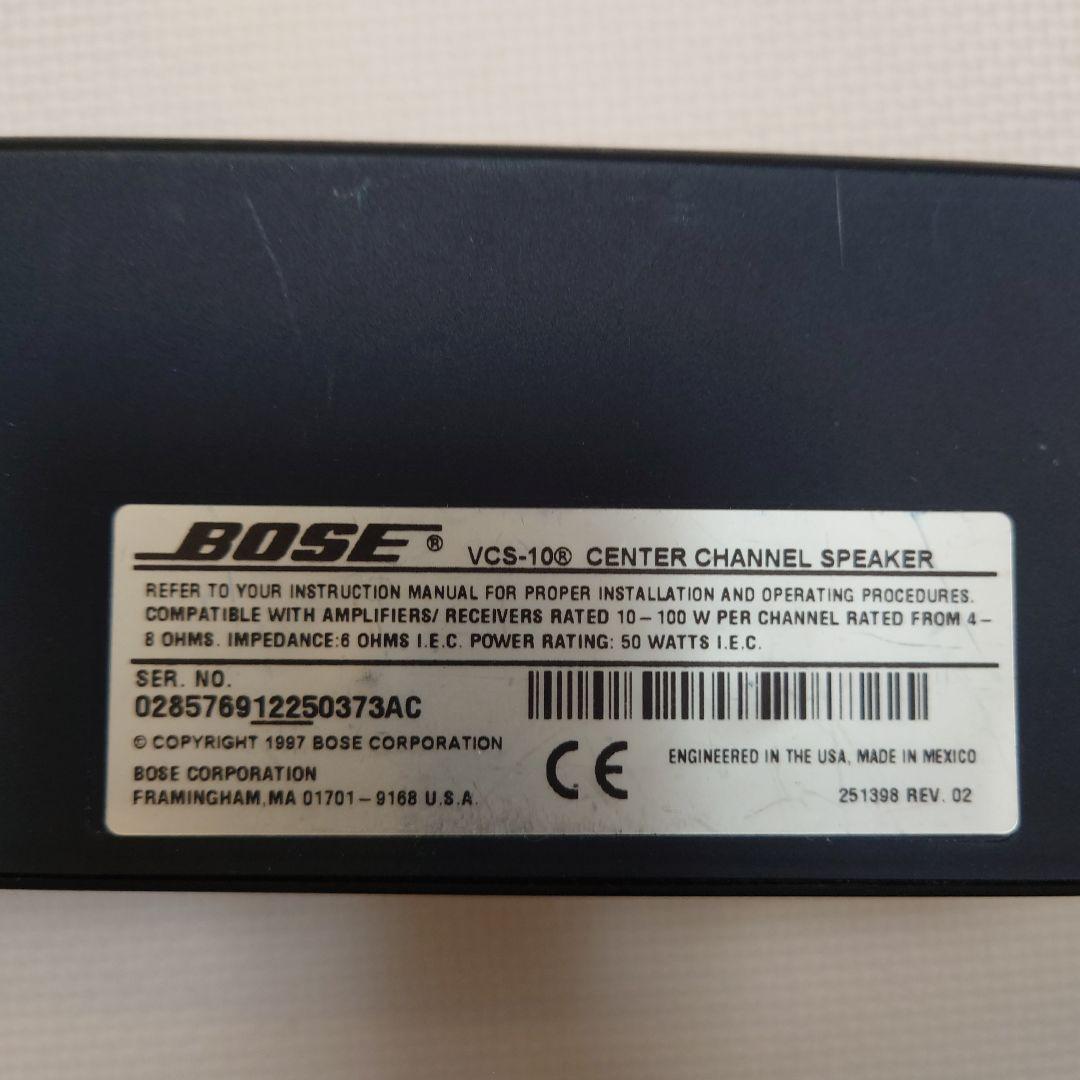 BOSE® VCS-10® CENTER CHANNEL SPEAKER
REFER TO YOUR INSTRUCTION MANUAL FOR PROPER INSTALLATION AND OPERATING PROCEDURES.
COMPATIBLE WITH AMPLIFIERS/ RECEIVERS RATED 10-100 W PER CHANNEL RATED FROM 4-
8 OHMS. IMPEDANCE:6 OHMS I.E.C. POWER RATING: 50 WATTS I.E.C.
SER. NO.
028576912250373AC
© COPYRIGHT 1997 BOSE CORPORATION
BOSE CORPORATION
FRAMINGHAM,MA 01701-9168 U.S.A.
CE
ENGINEERED IN THE USA, MADE IN MEXICO
251398 REV. 02